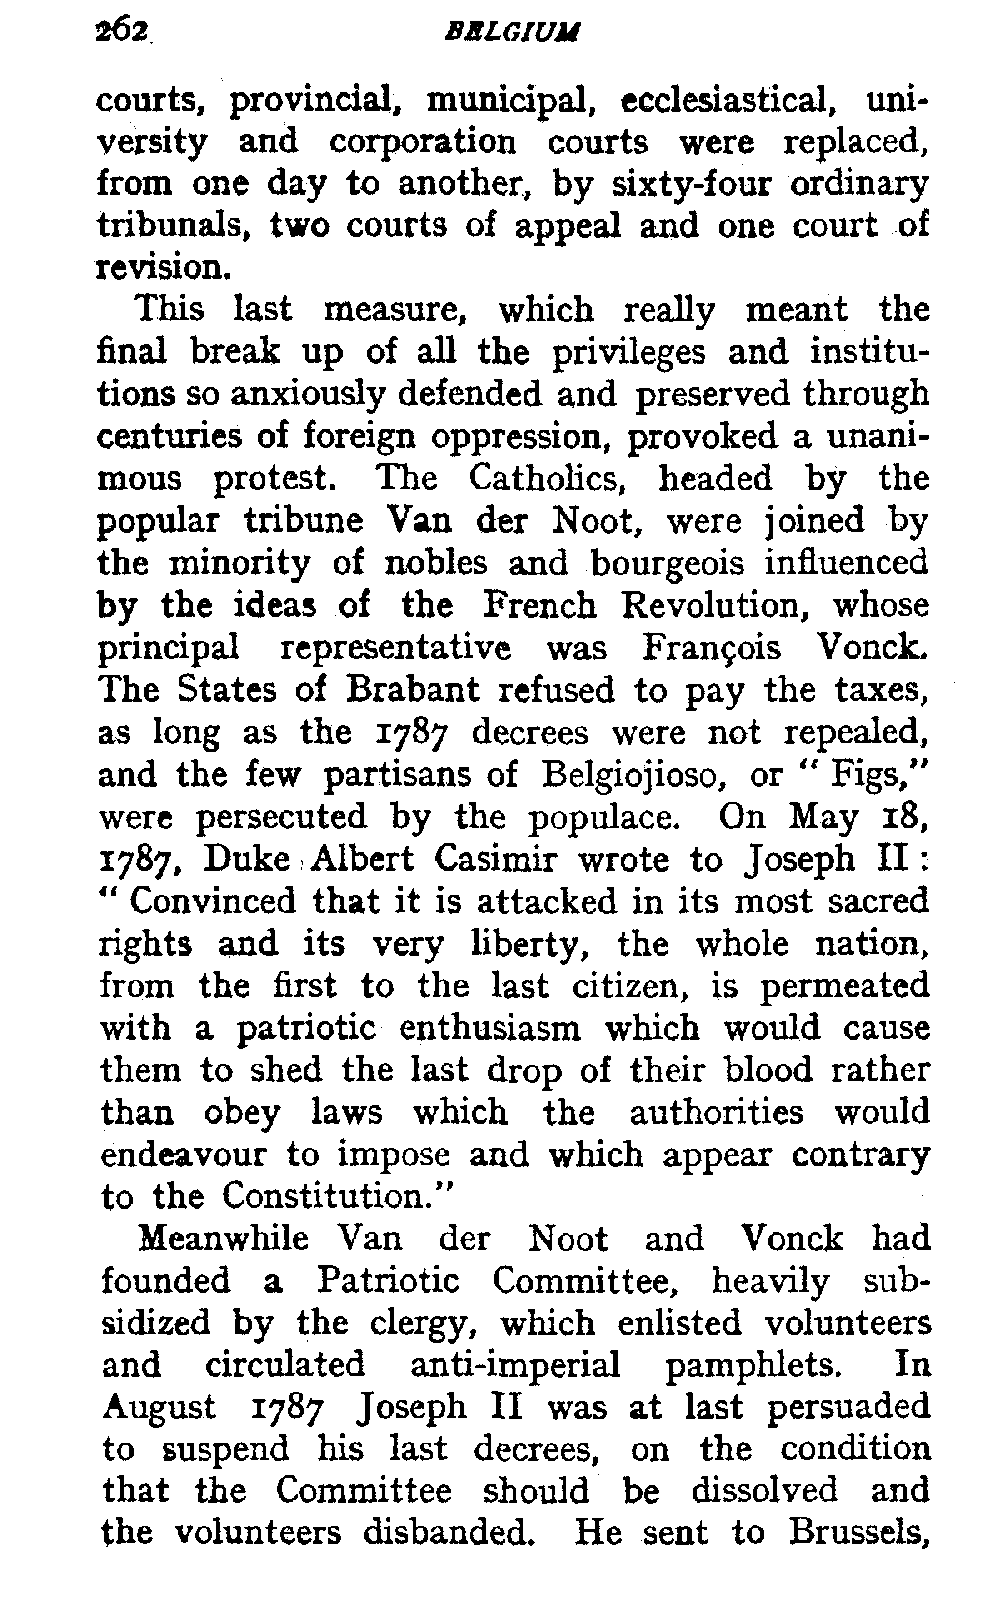 262 BELGIUM
courts, provincial, municipal, ecclesiastical, uni-
versity and corporation courts were replaced,
from one day to another, by sixty-four ordinary
tribunals, two courts of appeal and one court of
revision.
This last measure, which really meant the
final break up of all the privileges and institu-
tions so anxiously defended and preserved through
centuries of foreign oppression, provoked a unani-
mous protest. The Catholics, headed by the
popular tribune Van der Noot, were joined by
the minority of nobles and bourgeois influenced
by the ideas of the French Revolution, whose
principal representative was François Vonck.
The States of Brabant refused to pay the taxes,
as long as the 1787 decrees were not repealed,
and the few partisans of Belgiojioso, or “ Figs,”
were persecuted by the populace. On May 18,
1787, Duke Albert Casimir wrote to Joseph II :
“ Convinced that it is attacked in its most sacred
rights and its very liberty, the whole nation,
from the first to the last citizen, is permeated
with a patriotic enthusiasm which would cause
them to shed the last drop of their blood rather
than obey laws which the authorities would
endeavour to impose and which appear contrary
to the Constitution.”
Meanwhile Van der Noot and Vonck had
founded a Patriotic Committee, heavily sub-
sidized by the clergy, which enlisted volunteers
and circulated anti-imperial pamphlets. In
August 1787 Joseph II was at last persuaded
to suspend his last decrees, on the condition
that the Committee should be dissolved and
the volunteers disbanded. He sent to Brussels,